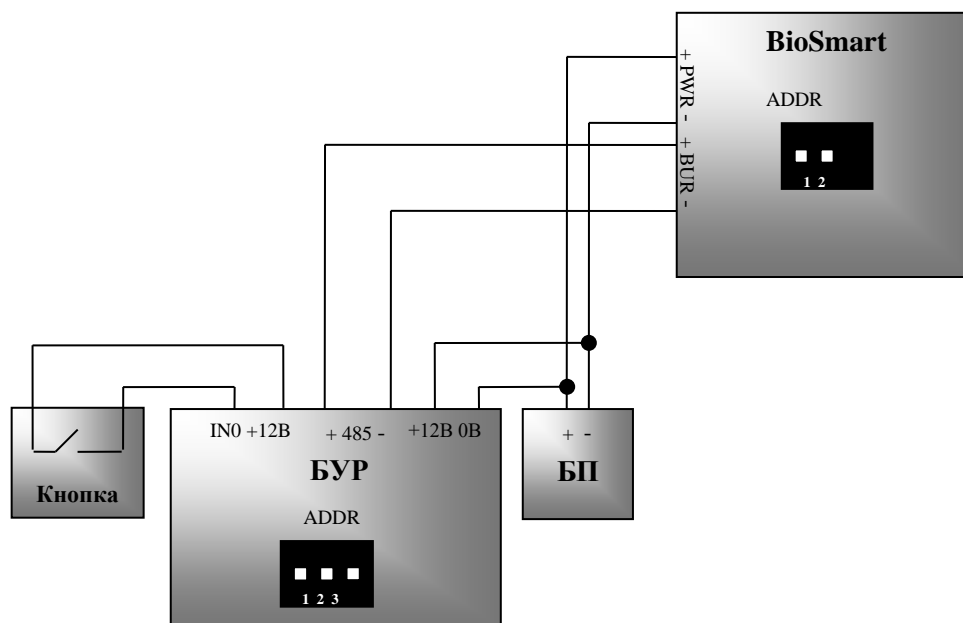 BioSmart
+ PWR -
+ BUR -
ADDR
1 2
IN0 +12В + 485 - +12В 0В
БУР
ADDR
1 2 3
+ -
БП
Кнопка